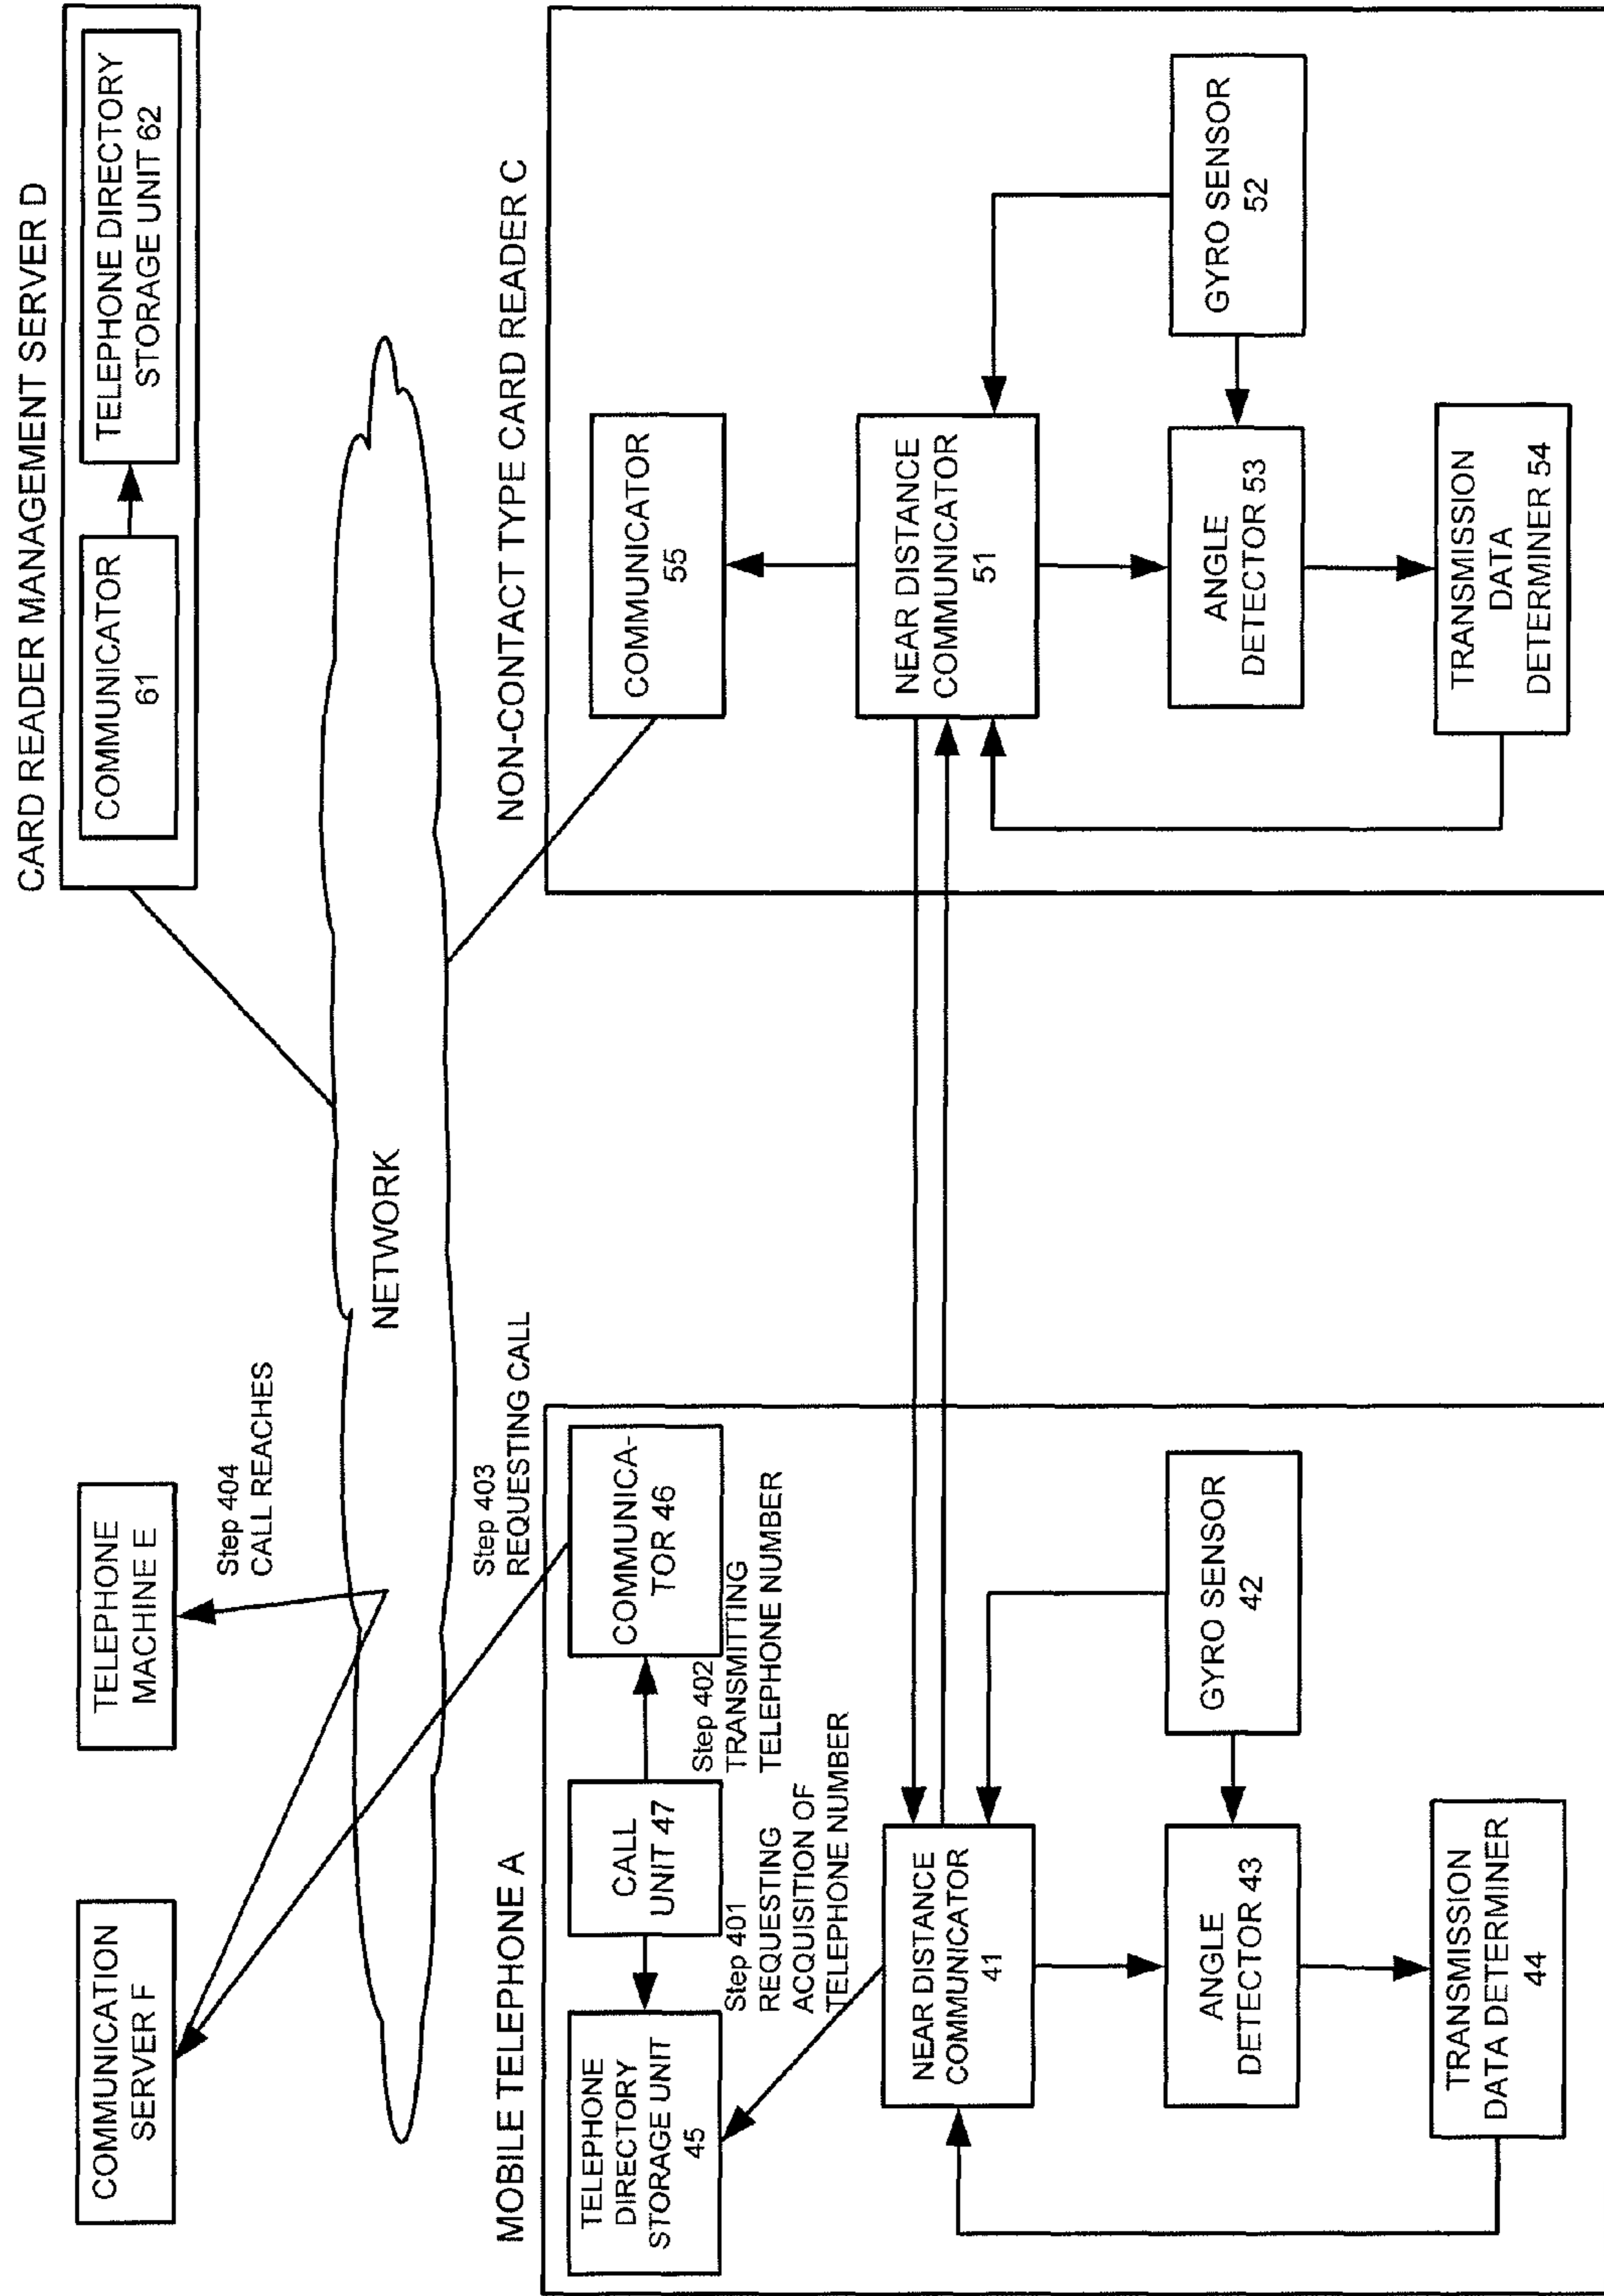 COMMUNICATION
SERVER F
TELEPHONE
MACHINE E
Step 404
CALL REACHES
CARD READER MANAGEMENT SERVER D
COMMUNICATOR
61
TELEPHONE DIRECTORY
STORAGE UNIT 62
NETWORK
Step 403
REQUESTING CALL
MOBILE TELEPHONE A
TELEPHONE
DIRECTORY
STORAGE UNIT
45
CALL
UNIT 47
COMMUNICA-
TOR 46
Step 401
REQUESTING
ACQUISITION OF
TELEPHONE NUMBER
Step 402
TRANSMITTING
TELEPHONE NUMBER
NEAR DISTANCE
COMMUNICATOR
41
GYRO SENSOR
42
ANGLE
DETECTOR 43
TRANSMISSION
DATA DETERMINER
44
NON-CONTACT TYPE CARD READER C
COMMUNICATOR
55
NEAR DISTANCE
COMMUNICATOR
51
GYRO SENSOR
52
ANGLE
DETECTOR 53
TRANSMISSION
DATA
DETERMINER 54